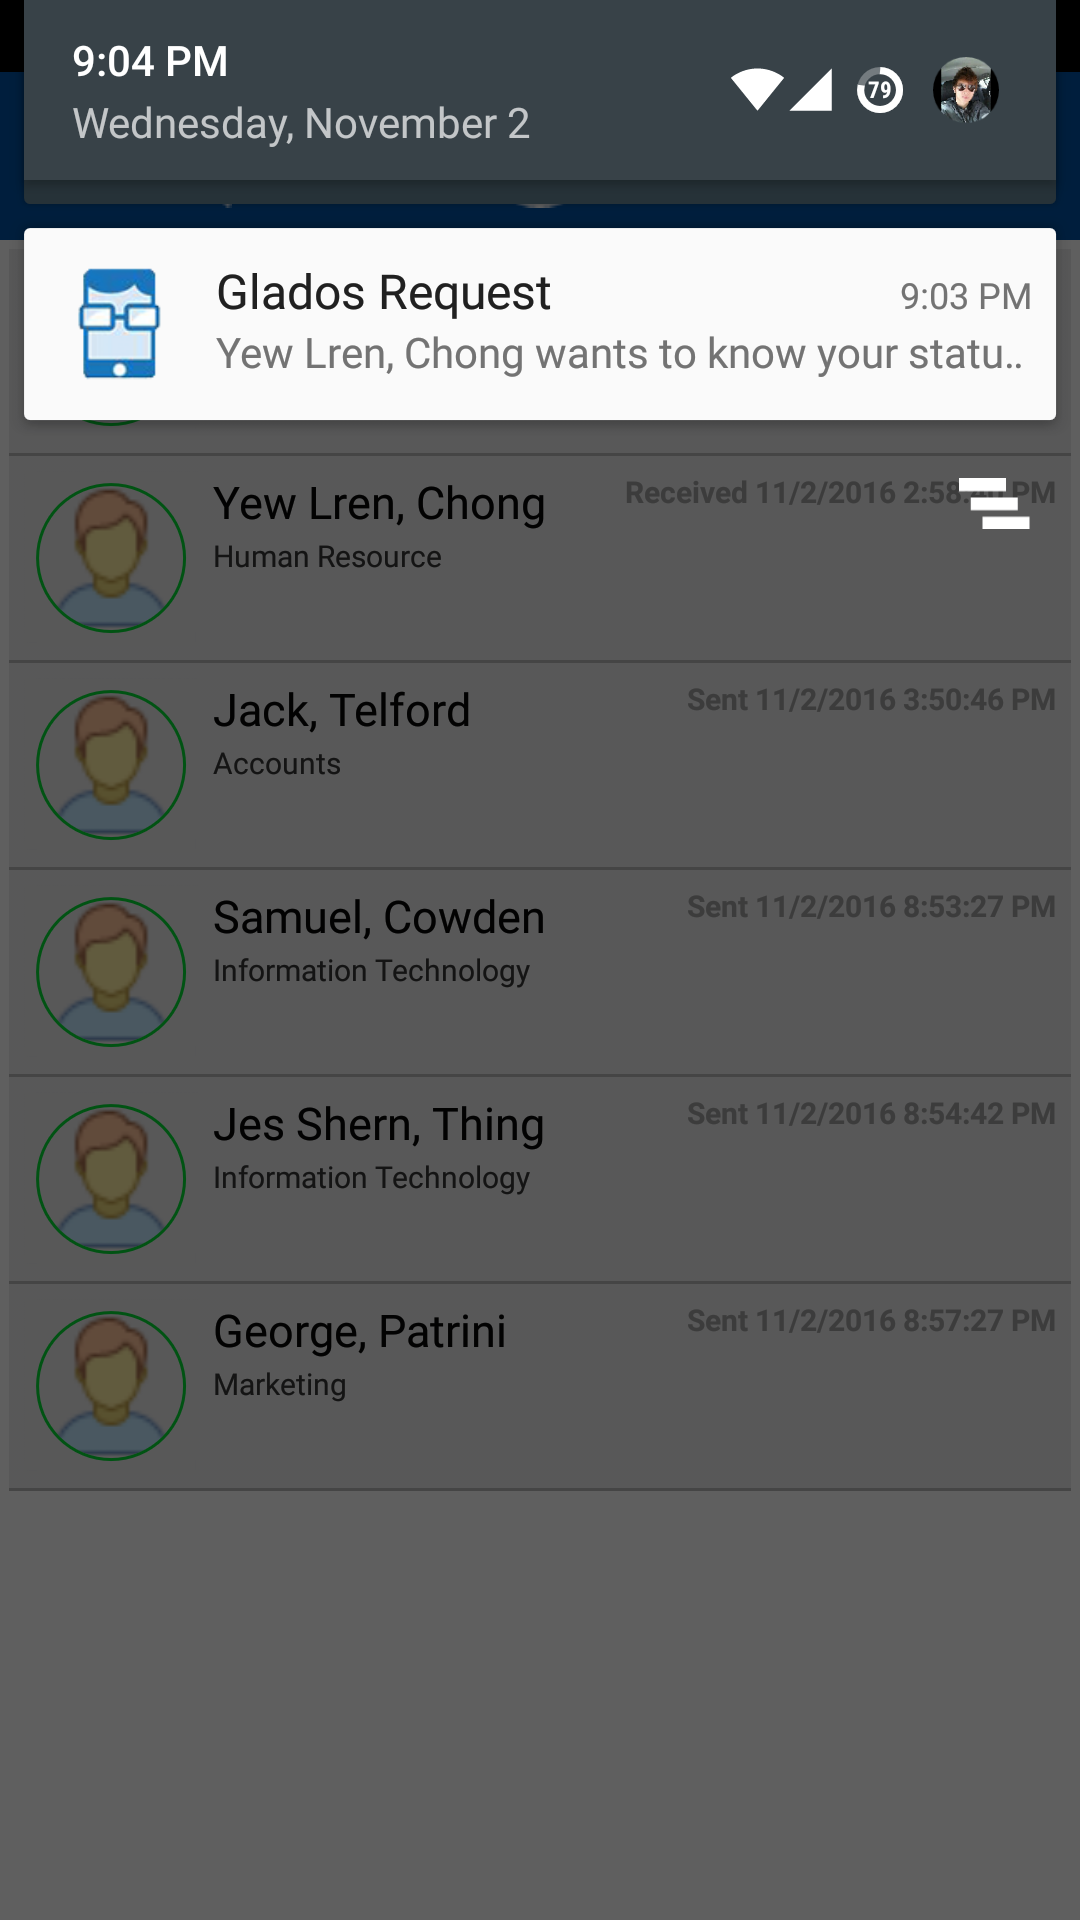 9:04 PM
Wednesday, November 2
79
Glados Request
9:03 PM
Yew Lren, Chong wants to know your statu..
Yew Lren, Chong
Received 11/2/2016 2:58: PM
Human Resource
Jack, Telford
Sent 11/2/2016 3:50:46 PM
Accounts
Samuel, Cowden
Sent 11/2/2016 8:53:27 PM
Information Technology
Jes Shern, Thing
Sent 11/2/2016 8:54:42 PM
Information Technology
George, Patrini
Sent 11/2/2016 8:57:27 PM
Marketing